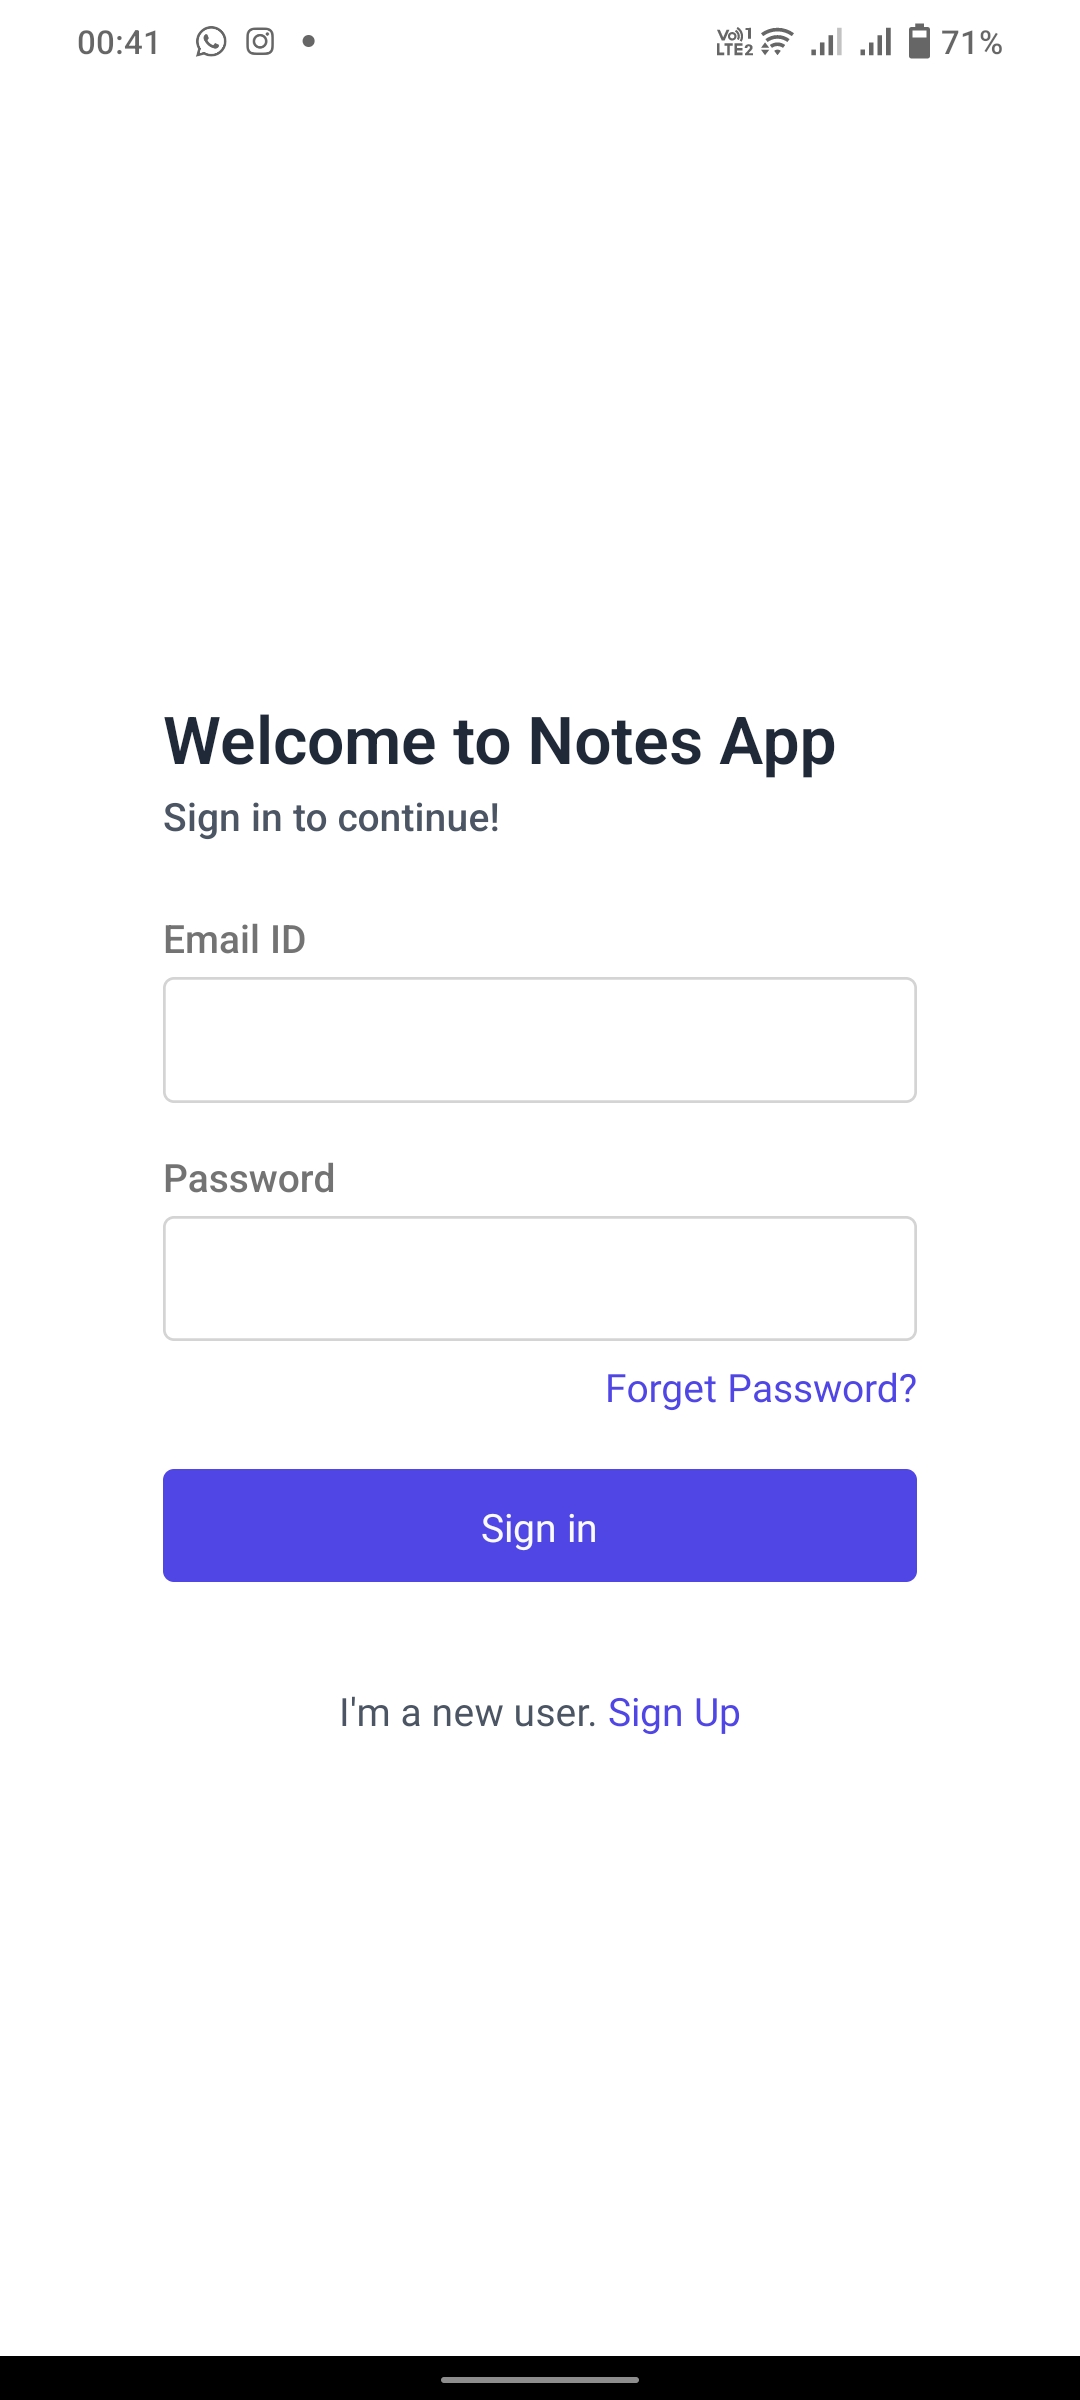 00:41 Vo)) 1 LTE2 71%
Welcome to Notes App
Sign in to continue!
Email ID
Password
Forget Password?
Sign in
I'm a new user. Sign Up